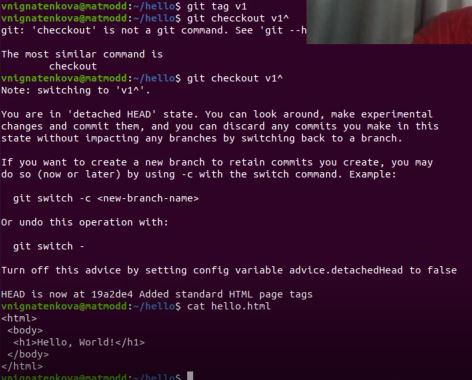 vnignatenkova@matmodd:~/hello$ git tag v1
vnignatenkova@matmodd:~/hello$ git checckout v1^
git: 'checckout' is not a git command. See 'git --h

The most similar command is
        checkout
vnignatenkova@matmodd:~/hello$ git checkout v1^
Note: switching to 'v1^'.

You are in 'detached HEAD' state. You can look around, make experimental
changes and commit them, and you can discard any commits you make in this
state without impacting any branches by switching back to a branch.

If you want to create a new branch to retain commits you create, you may
do so (now or later) by using -c with the switch command. Example:

  git switch -c <new-branch-name>

Or undo this operation with:

  git switch -

Turn off this advice by setting config variable advice.detachedHead to false

HEAD is now at 19a2de4 Added standard HTML page tags
vnignatenkova@matmodd:~/hello$ cat hello.html
<html>
 <body>
  <h1>Hello, World!</h1>
 </body>
</html>
vnignatenkova@matmodd:~/hello$